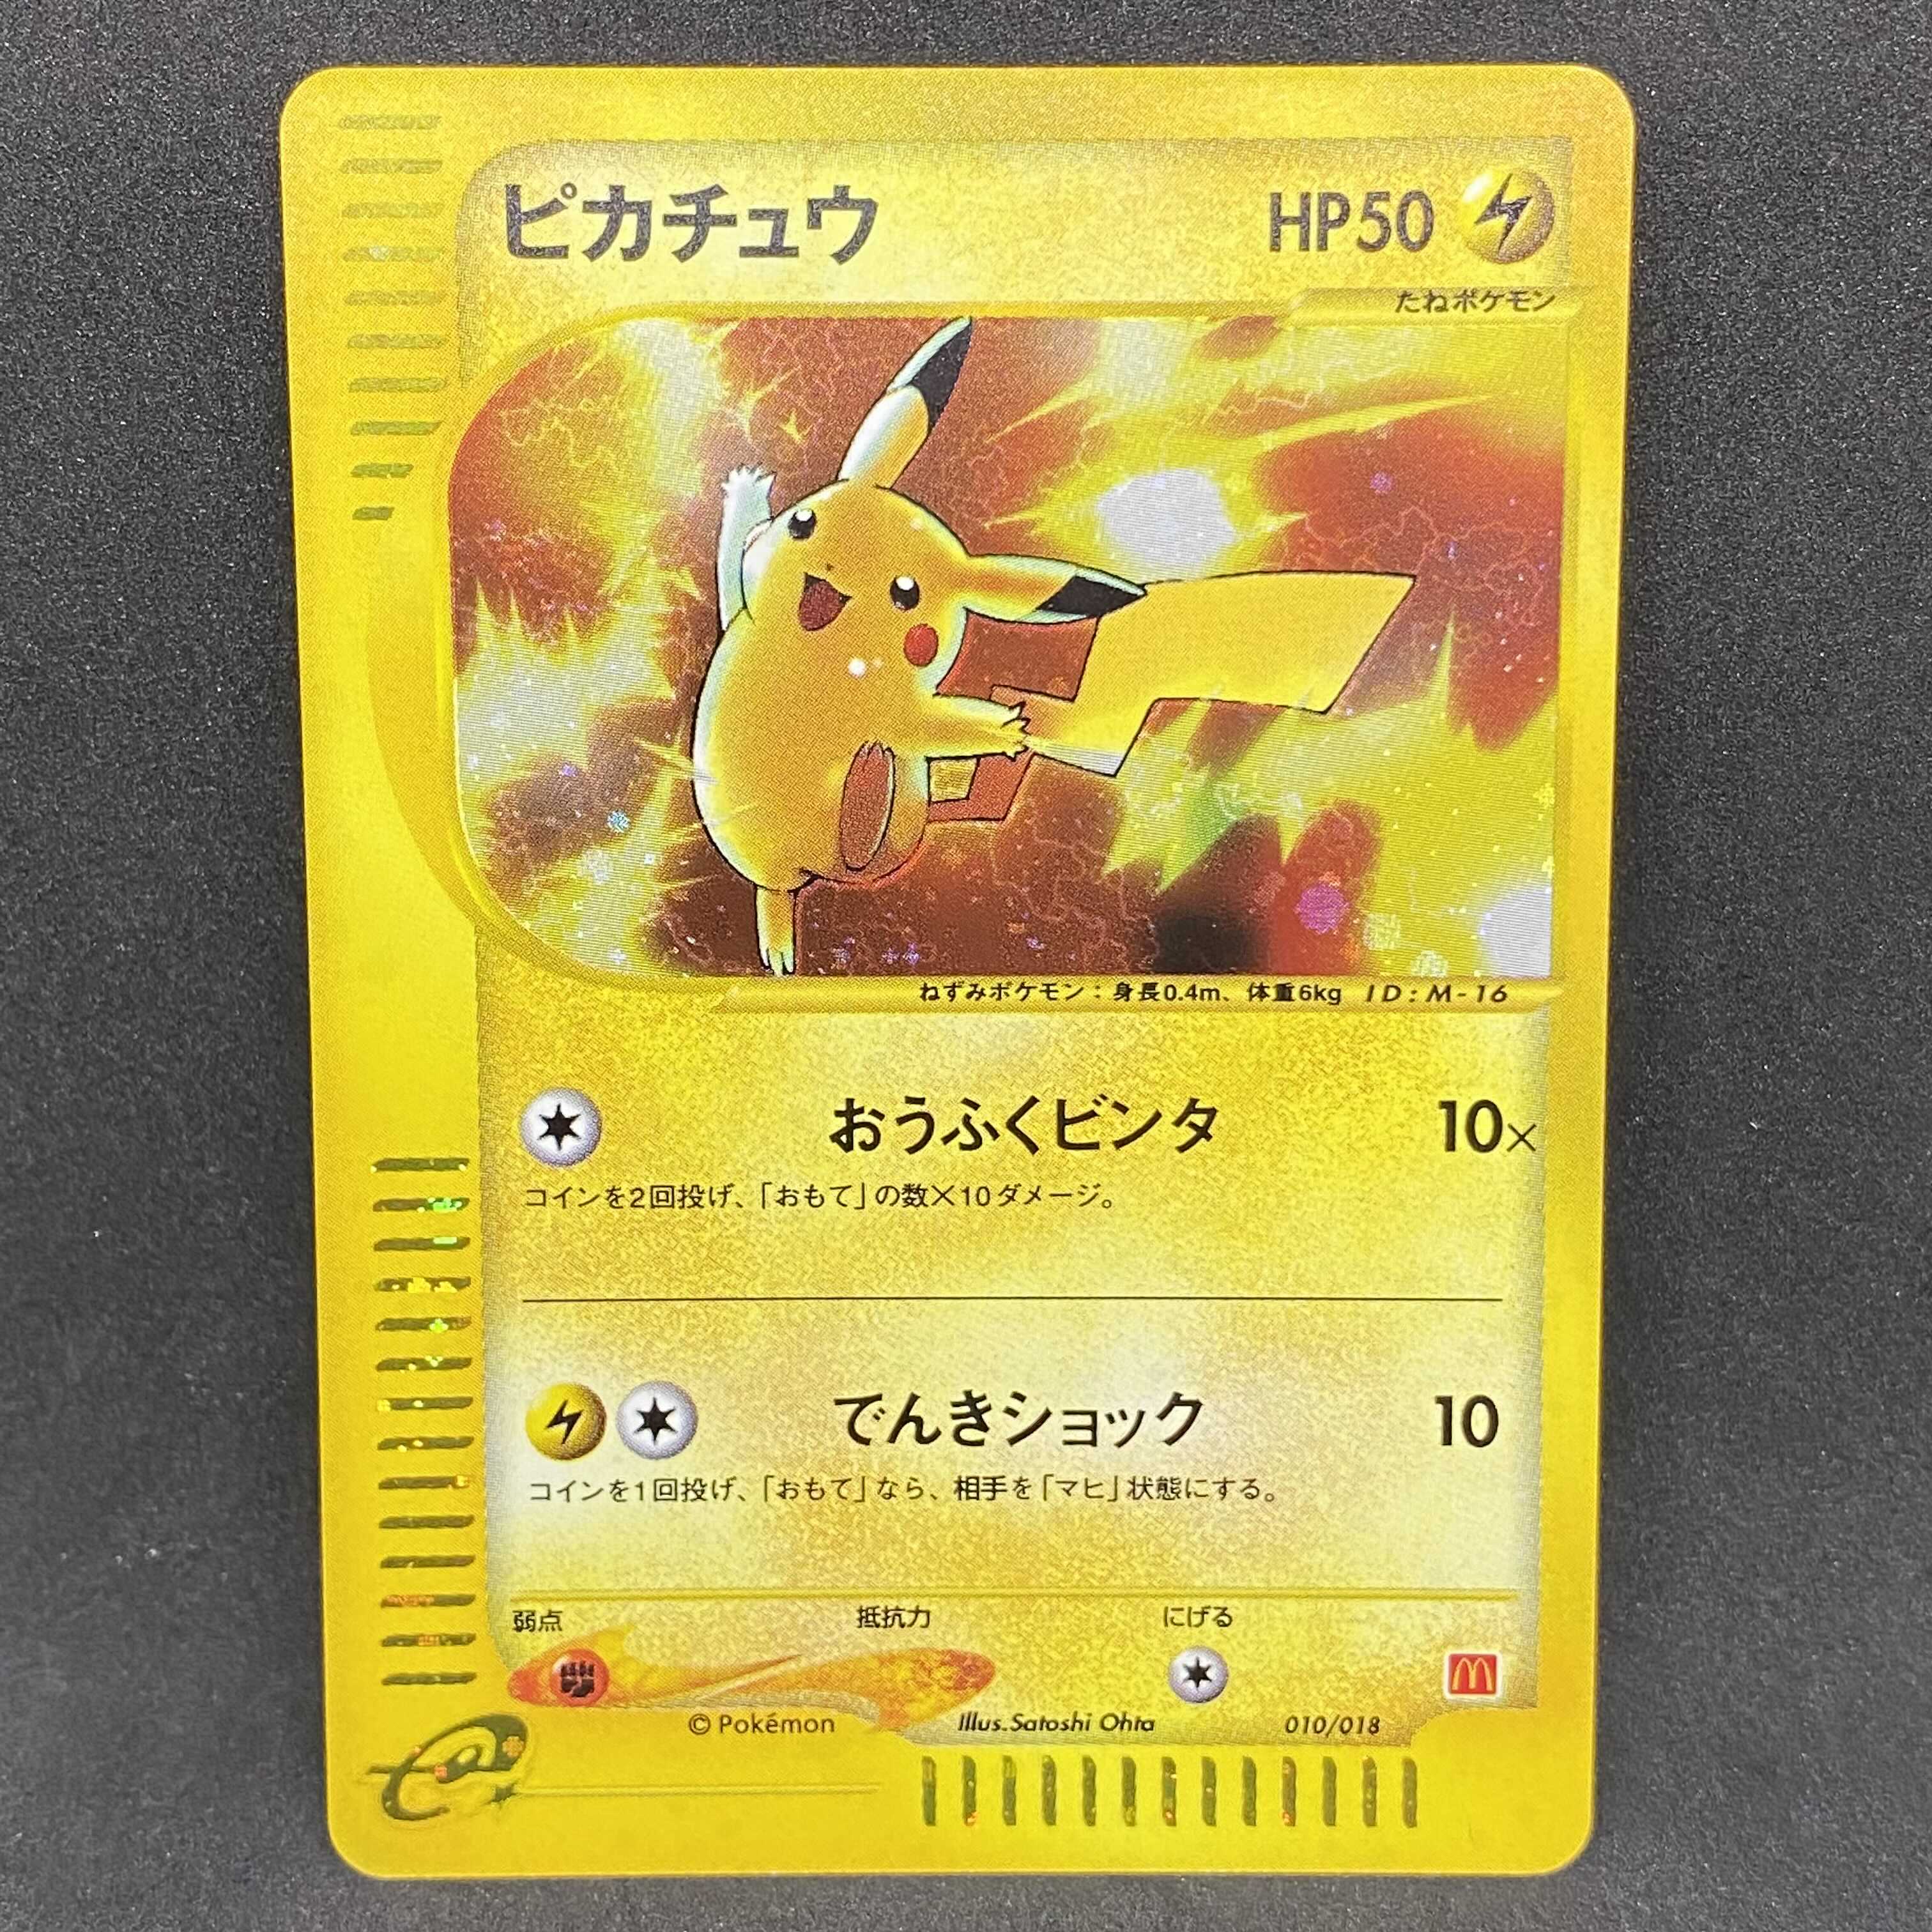 ピカチュウ HP50
たねポケモン
ねずみポケモン：身長0.4m、体重6kg ID:M-16
おうふくビンタ 10×
コインを2回投げ、「おもて」の数×10ダメージ。
でんきショック 10
コインを1回投げ、「おもて」なら、相手を「マヒ」状態にする。
弱点 抵抗力 にげる
© Pokémon Illus.Satoshi Ohta 010/018